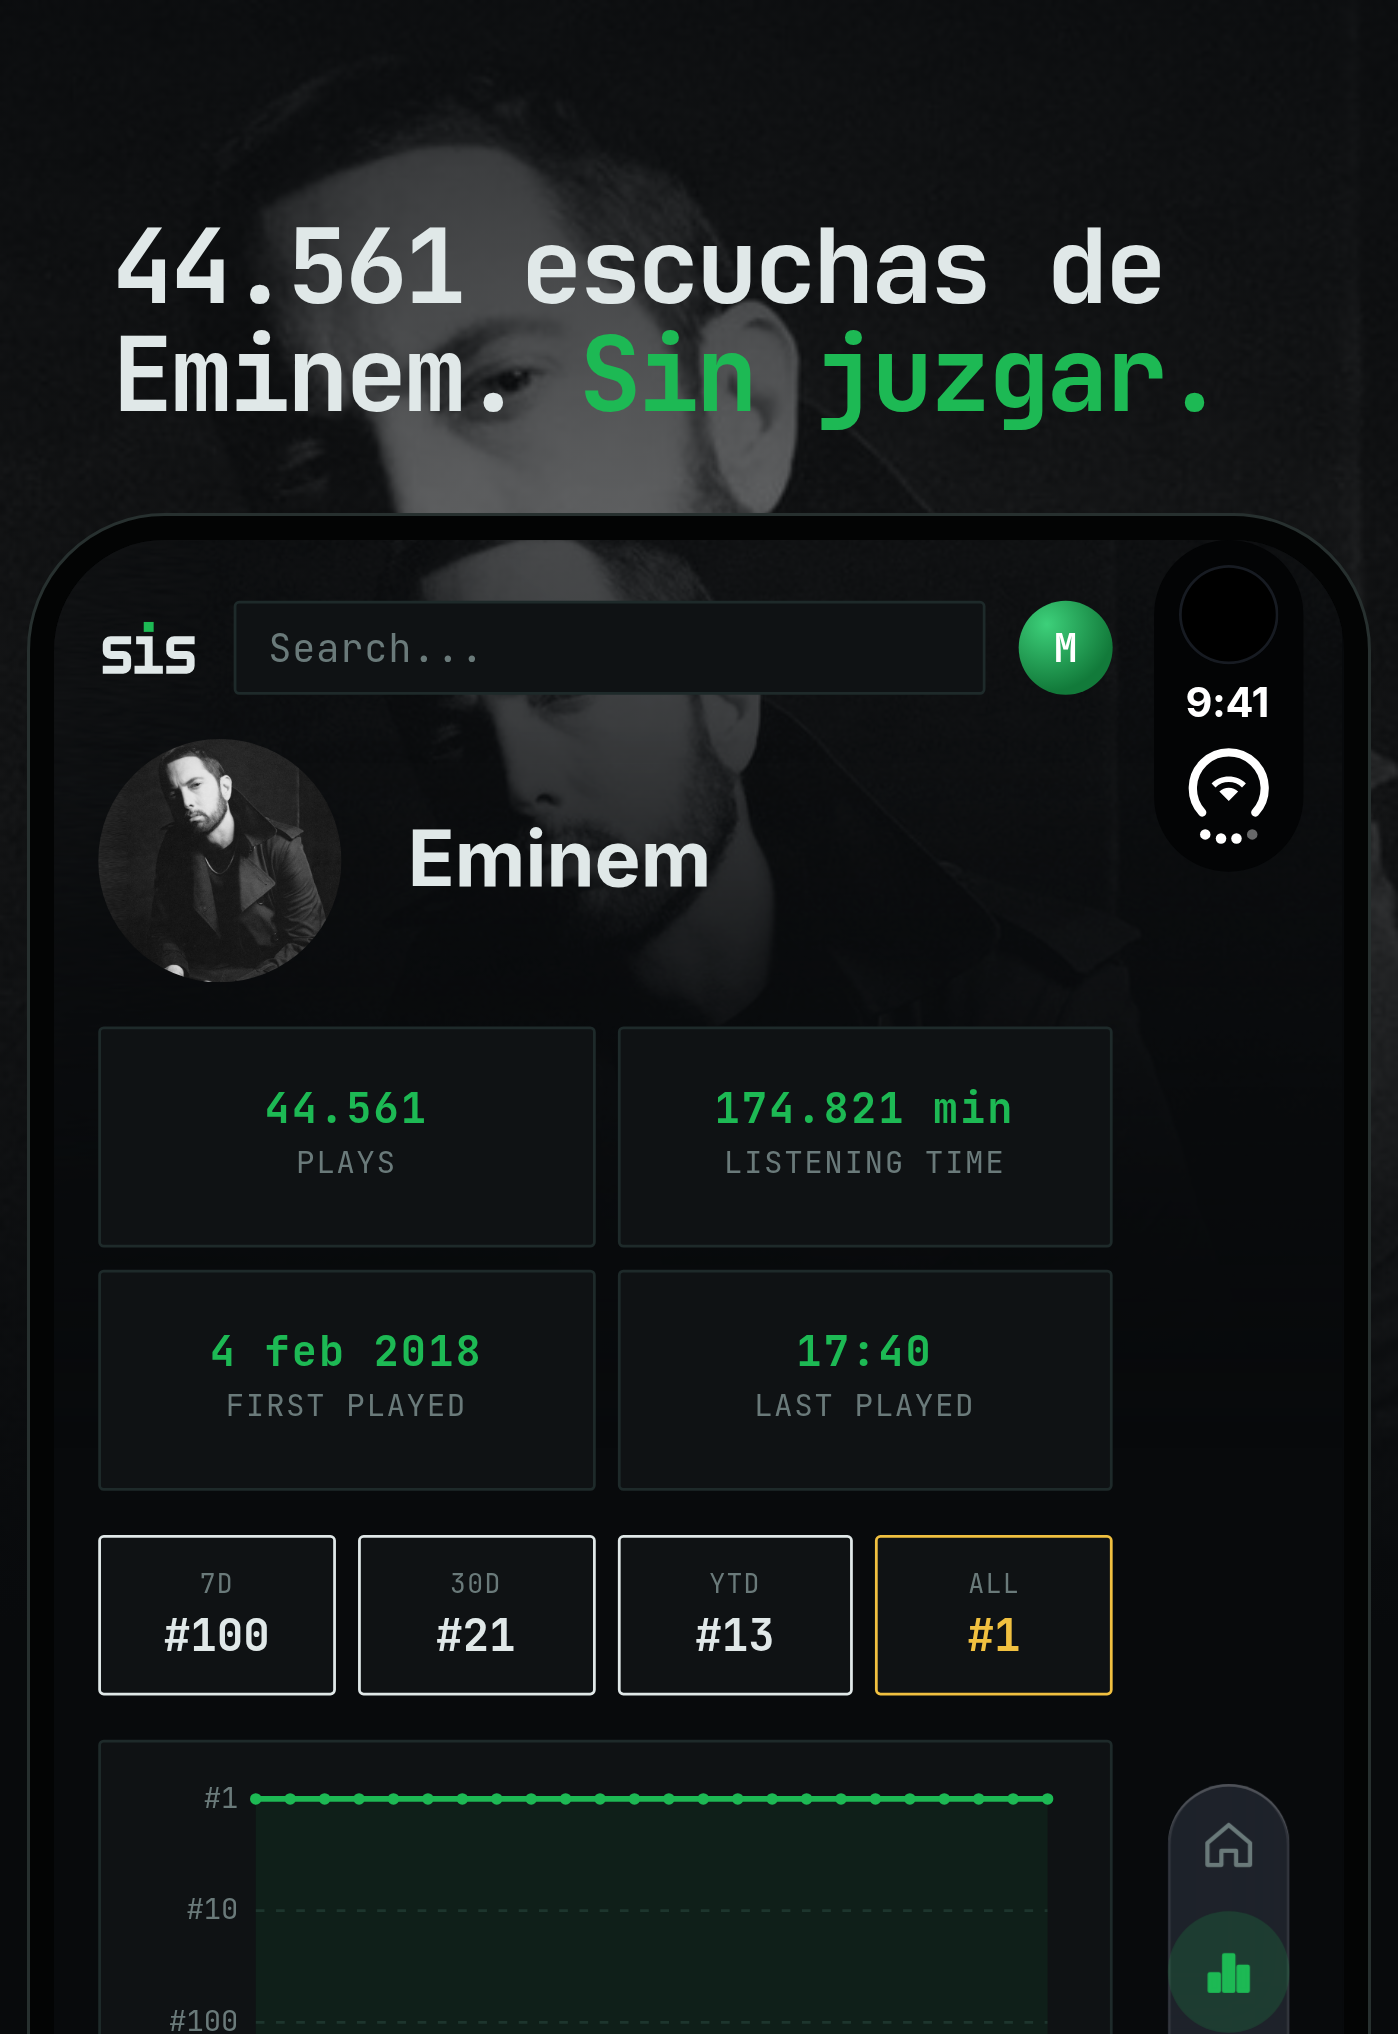 44.561 escuchas de
Eminem. Sin juzgar.
sis
Search...
M
9:41
Eminem
44.561
PLAYS
174.821 min
LISTENING TIME
4 feb 2018
FIRST PLAYED
17:40
LAST PLAYED
7D
#100
30D
#21
YTD
#13
ALL
#1
#1
#10
#100